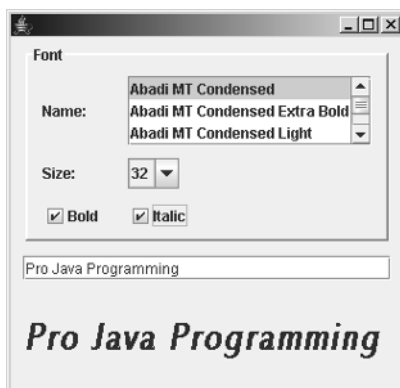 Font
Name:
Abadi MT Condensed
Abadi MT Condensed Extra Bold
Abadi MT Condensed Light
Size:
32
Bold
Italic
Pro Java Programming
Pro Java Programming